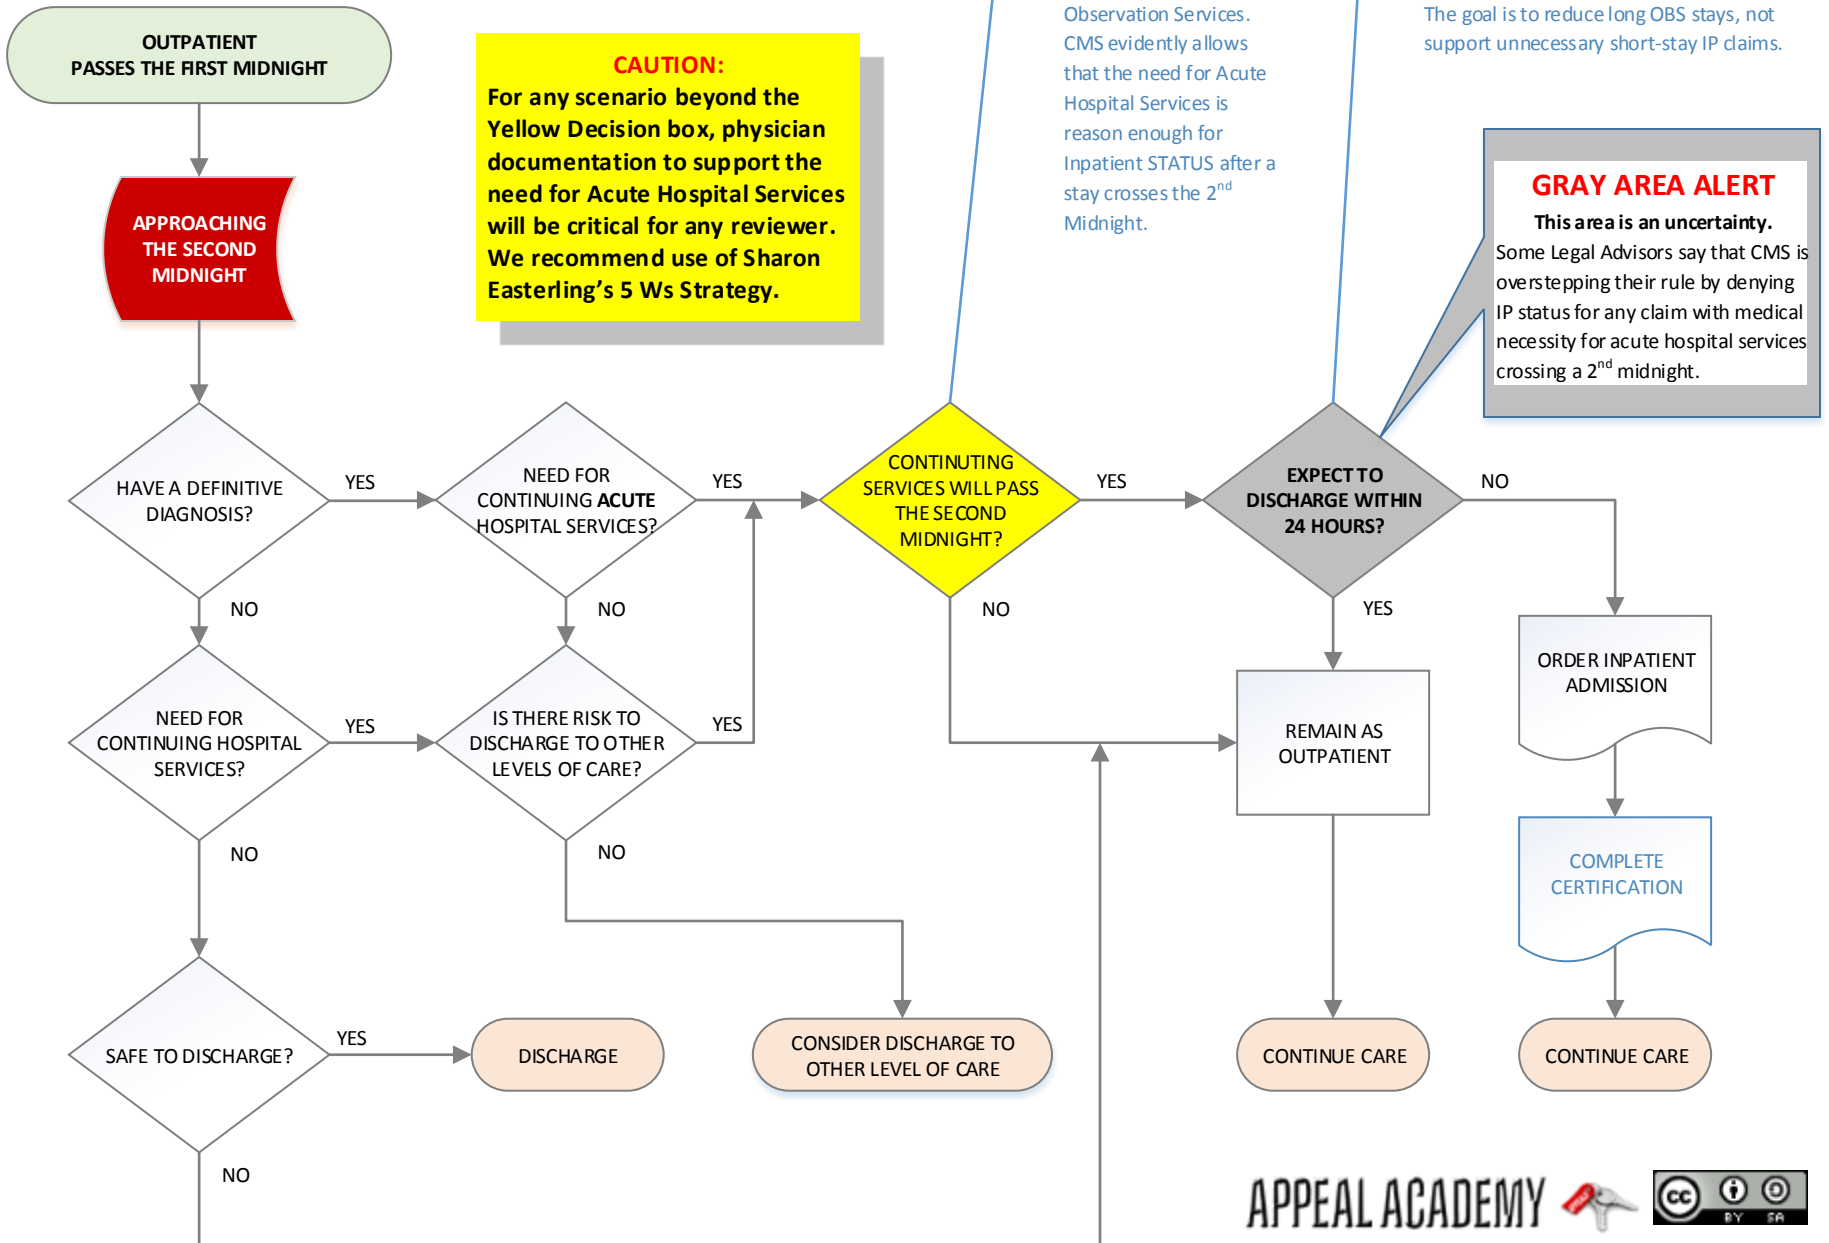 OUTPATIENT
PASSES THE FIRST MIDNIGHT
APPROACHING
THE SECOND
MIDNIGHT
CAUTION:
For any scenario beyond the
Yellow Decision box, physician
documentation to support the
need for Acute Hospital Services
will be critical for any reviewer.
We recommend use of Sharon
Easterling's 5 Ws Strategy.
Observation Services.
CMS evidently allows
that the need for Acute
Hospital Services is
reason enough for
Inpatient STATUS after a
stay crosses the 2nd
Midnight.
The goal is to reduce long OBS stays, not
support unnecessary short-stay IP claims.
GRAY AREA ALERT
This area is an uncertainty.
Some Legal Advisors say that CMS is
overstepping their rule by denying
IP status for any claim with medical
necessity for acute hospital services
crossing a 2nd midnight.
HAVE A DEFINITIVE
DIAGNOSIS?
YES
NO
NEED FOR
CONTINUING ACUTE
HOSPITAL SERVICES?
YES
NO
CONTINUTING
SERVICES WILL PASS
THE SECOND
MIDNIGHT?
YES
NO
EXPECT TO
DISCHARGE WITHIN
24 HOURS?
NO
YES
NEED FOR
CONTINUING HOSPITAL
SERVICES?
YES
NO
IS THERE RISK TO
DISCHARGE TO OTHER
LEVELS OF CARE?
YES
NO
REMAIN AS
OUTPATIENT
ORDER INPATIENT
ADMISSION
COMPLETE
CERTIFICATION
SAFE TO DISCHARGE?
YES
NO
DISCHARGE
CONSIDER DISCHARGE TO
OTHER LEVEL OF CARE
CONTINUE CARE
CONTINUE CARE
APPEAL ACADEMY
cc
BY SA